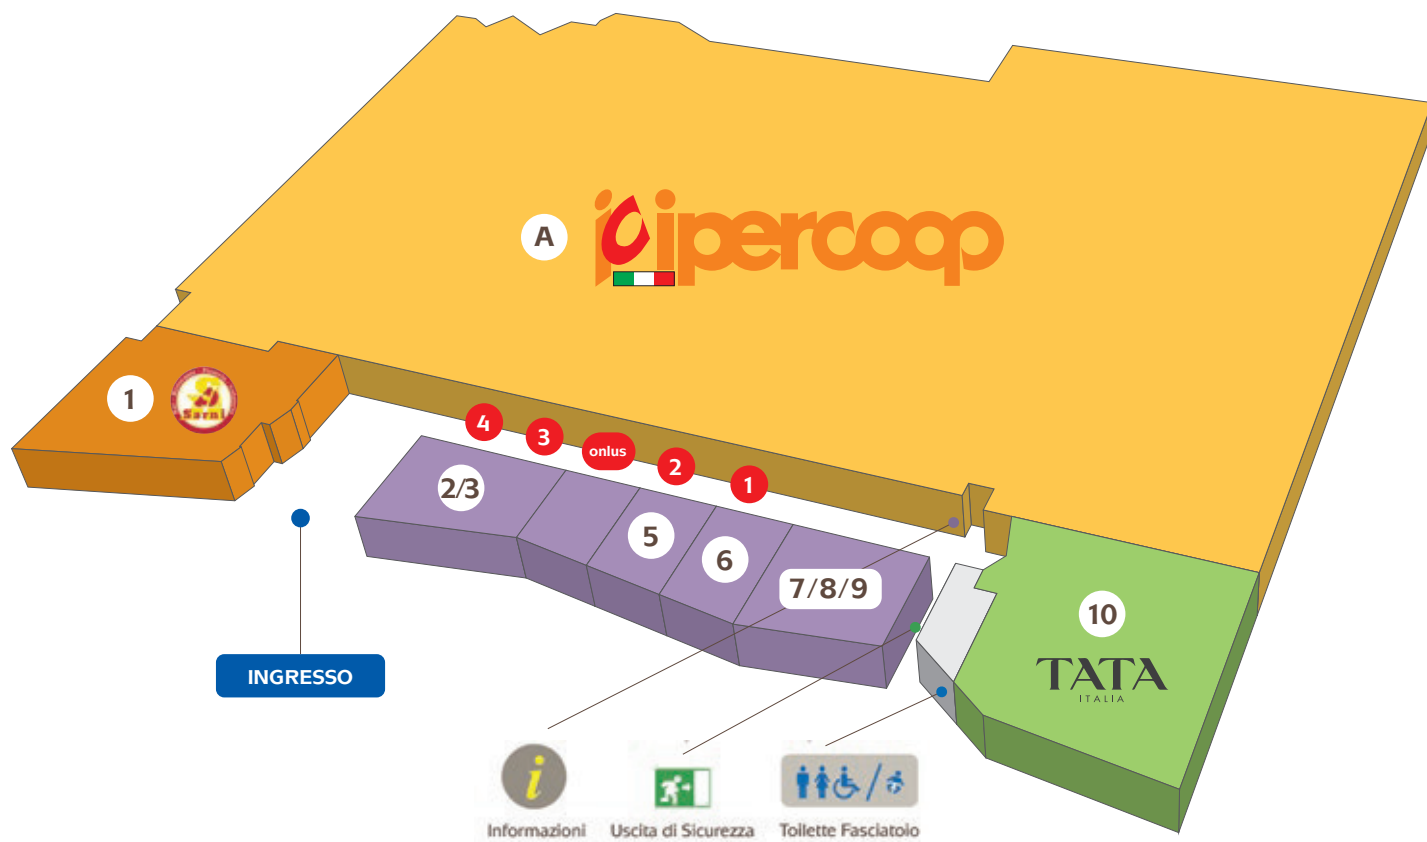 A
ipercoop
1
Sarni
4
3
onlus
2
1
2/3
5
6
7/8/9
10
TATA
ITALIA
INGRESSO
i
Informazioni
Uscita di Sicurezza
Toilette Fasciatoio